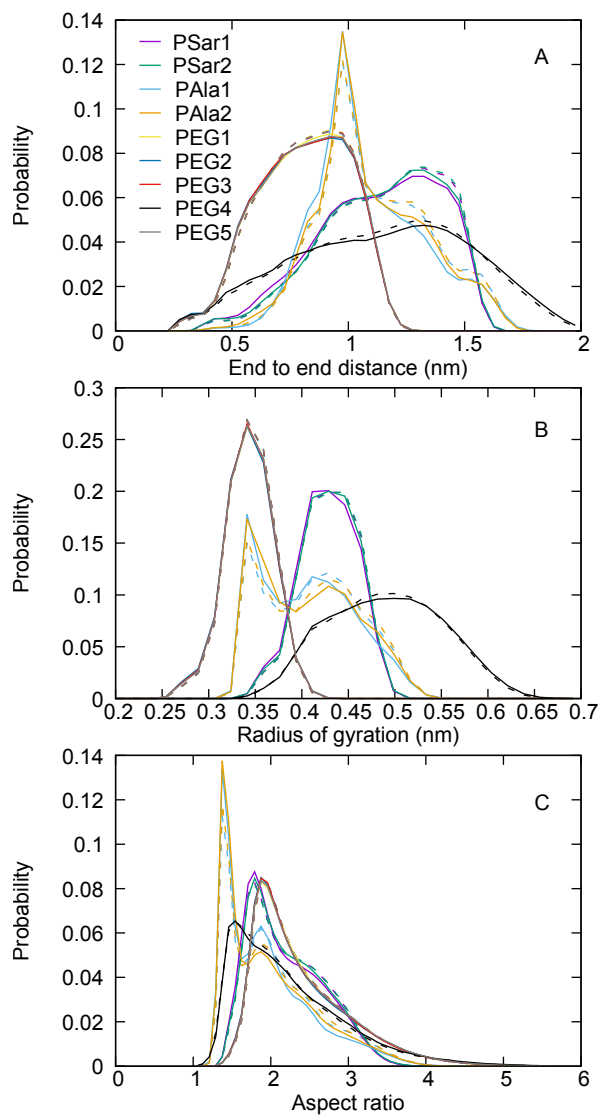 A
PSar1
PSar2
PAla1
PAla2
PEG1
PEG2
PEG3
PEG4
PEG5
Probability
0.14
0.12
0.1
0.08
0.06
0.04
0.02
0
0 0.5 1 1.5 2
End to end distance (nm)
B
Probability
0.3
0.25
0.2
0.15
0.1
0.05
0
0.2 0.25 0.3 0.35 0.4 0.45 0.5 0.55 0.6 0.65 0.7
Radius of gyration (nm)
C
Probability
0.14
0.12
0.1
0.08
0.06
0.04
0.02
0
0 1 2 3 4 5 6
Aspect ratio